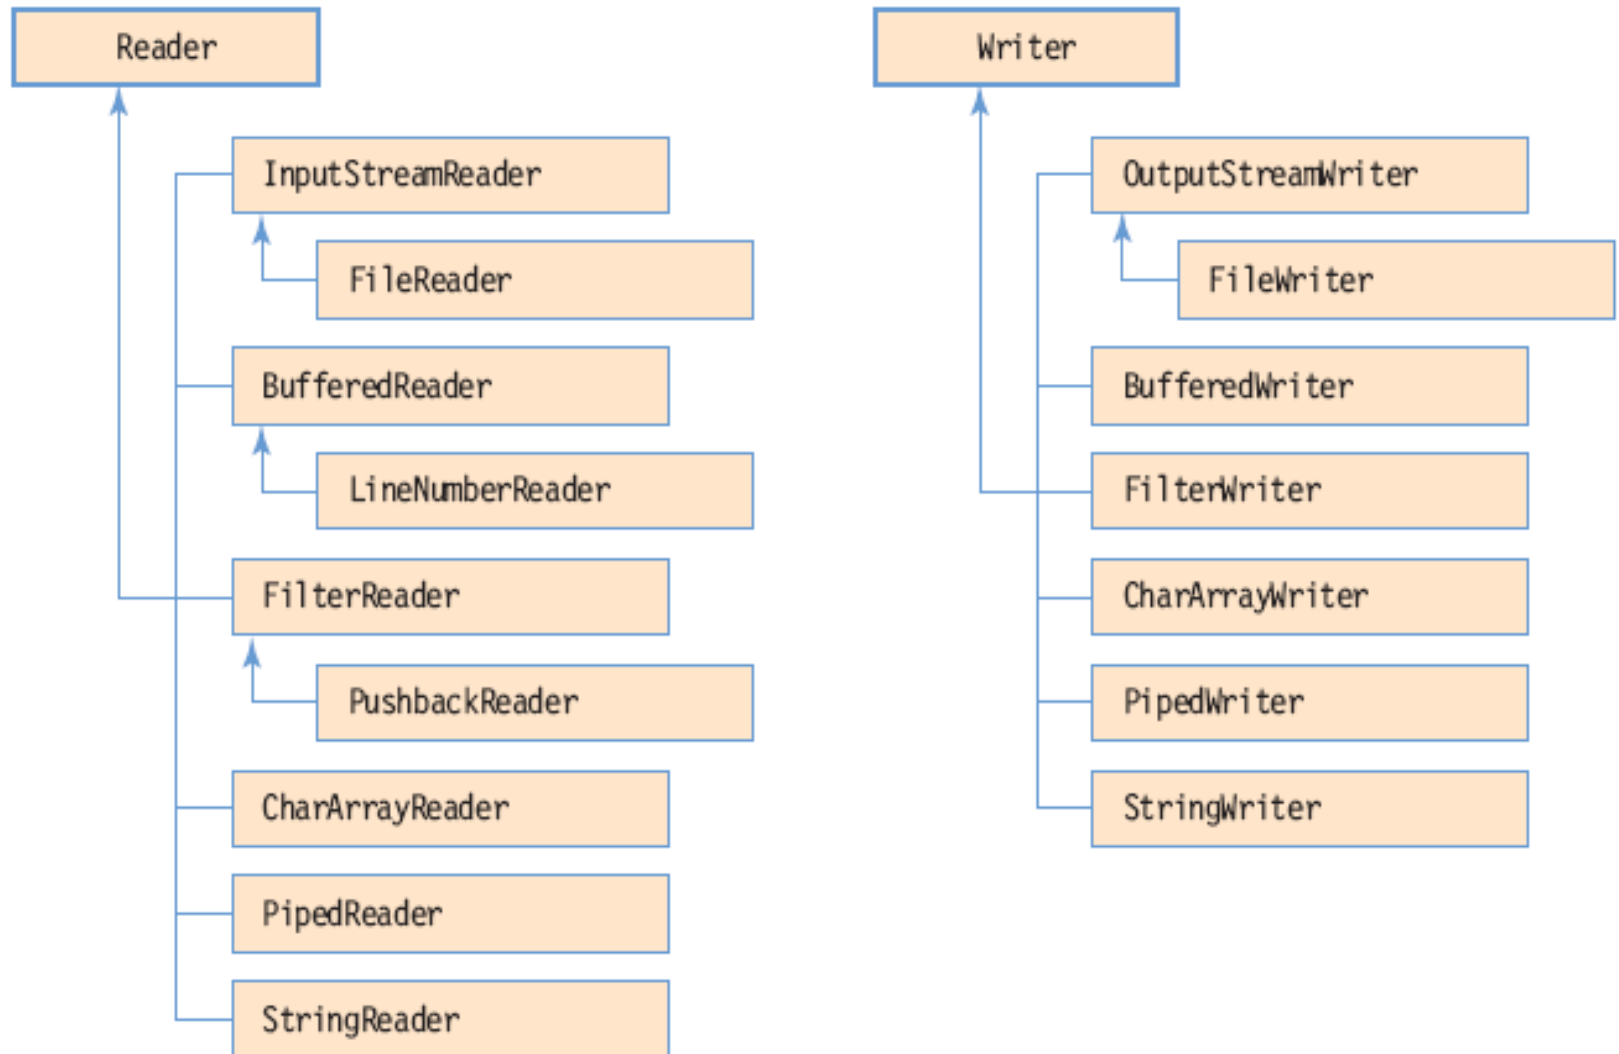 Reader
InputStreamReader
FileReader
BufferedReader
LineNumberReader
FilterReader
PushbackReader
CharArrayReader
PipedReader
StringReader
Writer
OutputStreamWriter
FileWriter
BufferedWriter
FilterWriter
CharArrayWriter
PipedWriter
StringWriter